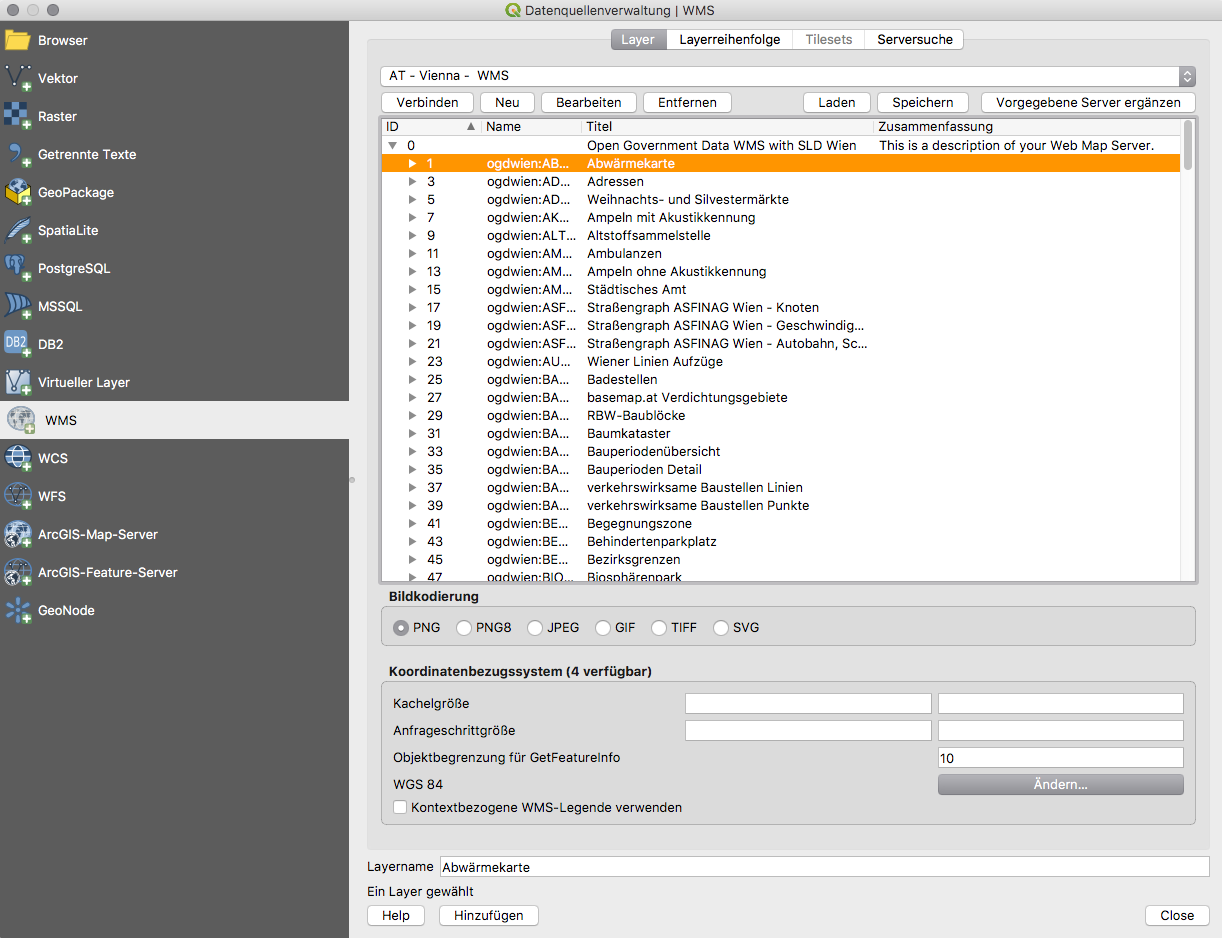 Datenquellenverwaltung | WMS
Browser
Vektor
Raster
Getrennte Texte
GeoPackage
SpatiaLite
PostgreSQL
MSSQL
DB2 DB2
Virtueller Layer
WMS
WCS
WFS
ArcGIS-Map-Server
ArcGIS-Feature-Server
GeoNode
Layer Layerreihenfolge Tilesets Serversuche
AT - Vienna - WMS
Verbinden Neu Bearbeiten Entfernen Laden Speichern Vorgegebene Server ergänzen
ID Name Titel Zusammenfassung
0 Open Government Data WMS with SLD Wien This is a description of your Web Map Server.
1 ogdwien:AB... Abwärmekarte
3 ogdwien:AD... Adressen
5 ogdwien:AD... Weihnachts- und Silvestermärkte
7 ogdwien:AK... Ampeln mit Akustikkennung
9 ogdwien:ALT... Altstoffsammelstelle
11 ogdwien:AM... Ambulanzen
13 ogdwien:AM... Ampeln ohne Akustikkennung
15 ogdwien:AM... Städtisches Amt
17 ogdwien:ASF... Straßengraph ASFINAG Wien - Knoten
19 ogdwien:ASF... Straßengraph ASFINAG Wien - Geschwindig...
21 ogdwien:ASF... Straßengraph ASFINAG Wien - Autobahn, Sc...
23 ogdwien:AU... Wiener Linien Aufzüge
25 ogdwien:BA... Badestellen
27 ogdwien:BA... basemap.at Verdichtungsgebiete
29 ogdwien:BA... RBW-Baublöcke
31 ogdwien:BA... Baumkataster
33 ogdwien:BA... Bauperiodenübersicht
35 ogdwien:BA... Bauperioden Detail
37 ogdwien:BA... verkehrswirksame Baustellen Linien
39 ogdwien:BA... verkehrswirksame Baustellen Punkte
41 ogdwien:BE... Begegnungszone
43 ogdwien:BE... Behindertenparkplatz
45 ogdwien:BE... Bezirksgrenzen
47 ogdwien:BIO... Biosphärenpark
Bildkodierung
PNG PNG8 JPEG GIF TIFF SVG
Koordinatenbezugssystem (4 verfügbar)
Kachelgröße
Anfrageschrittgröße
Objektbegrenzung für GetFeatureInfo 10
WGS 84 Ändern...
Kontextbezogene WMS-Legende verwenden
Layername Abwärmekarte
Ein Layer gewählt
Help Hinzufügen Close